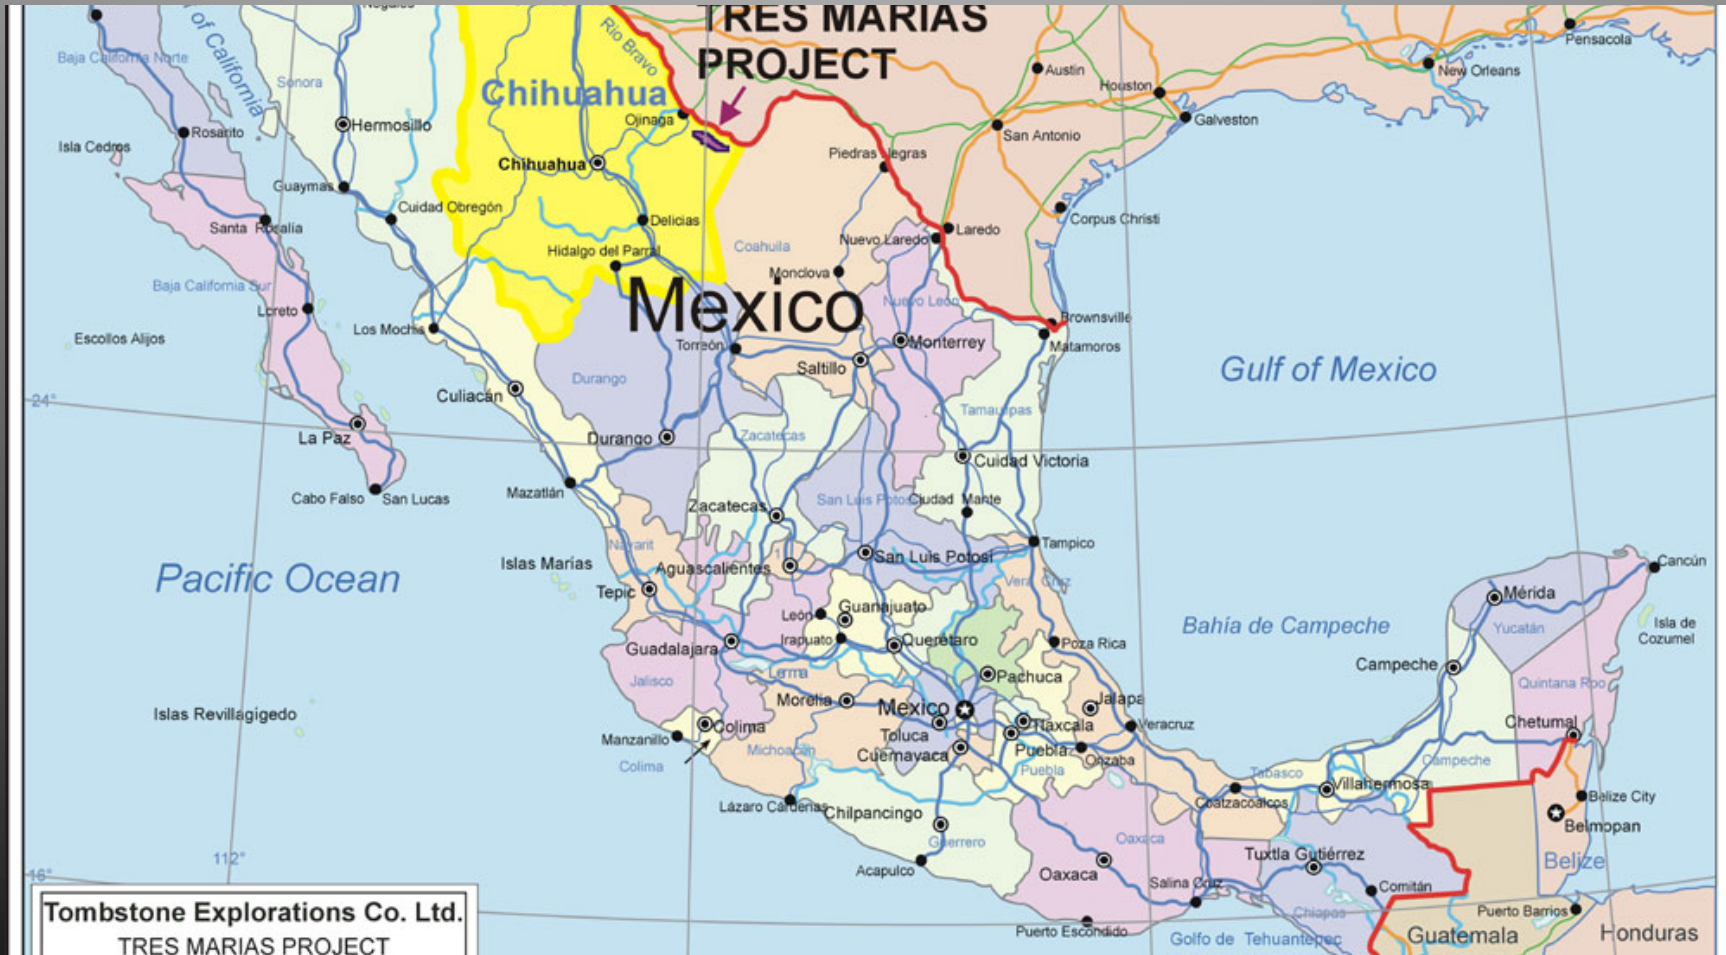 TRES MARIAS
PROJECT
Nogales
Baja California Norte
of California
Sonora
Rio Bravo
Chihuahua
Ojinaga
Austin
Houston
New Orleans
Pensacola
Galveston
San Antonio
Hermosillo
Rosarito
Isla Cedros
Chihuahua
Piedras Negras
Guaymas
Cuidad Obregón
Delicias
Corpus Christi
Santa Rosalia
Hidalgo del Parral
Coahuila
Nuevo Laredo
Laredo
Monclova
Baja California Sur
Loreto
Mexico
Nuevo León
Brownsville
Matamoros
Escollos Alijos
Los Mochis
Torreón
Saltillo
Monterrey
Gulf of Mexico
Durango
Culiacán
24°
Tamaulipas
La Paz
Durango
Zacatecas
Cuidad Victoria
Cabo Falso
San Lucas
Mazatlán
Zacatecas
San Luis Potosí
Ciudad Mante
Nayarit
Tampico
Islas Marías
Aguascalientes
1
San Luis Potosí
Cancún
Pacific Ocean
Tepic
Vera Cruz
Mérida
León
Guanajuato
Bahía de Campeche
Yucatán
Isla de
Cozumel
Guadalajara
Irapuato
Querétaro
Poza Rica
Campeche
Jalisco
Lerma
Pachuca
Quintana Roo
Morelia
Mexico
Jalapa
Islas Revillagigedo
Colima
Tlaxcala
Veracruz
Chetumal
Manzanillo
Toluca
Michoacán
Cuernavaca
Puebla
Orizaba
Colima
Puebla
Tabasco
Campeche
Villahermosa
Lázaro Cárdenas
Chilpancingo
Coatzacoalcos
Belize City
Belmopan
Guerrero
Oaxaca
112°
Acapulco
Oaxaca
Tuxtla Gutiérrez
Belize
16°
Salina Cruz
Comitán
Tombstone Explorations Co. Ltd.
TRES MARIAS PROJECT
Puerto Escondido
Chiapas
Puerto Barrios
Golfo de Tehuantepec
Guatemala
Honduras